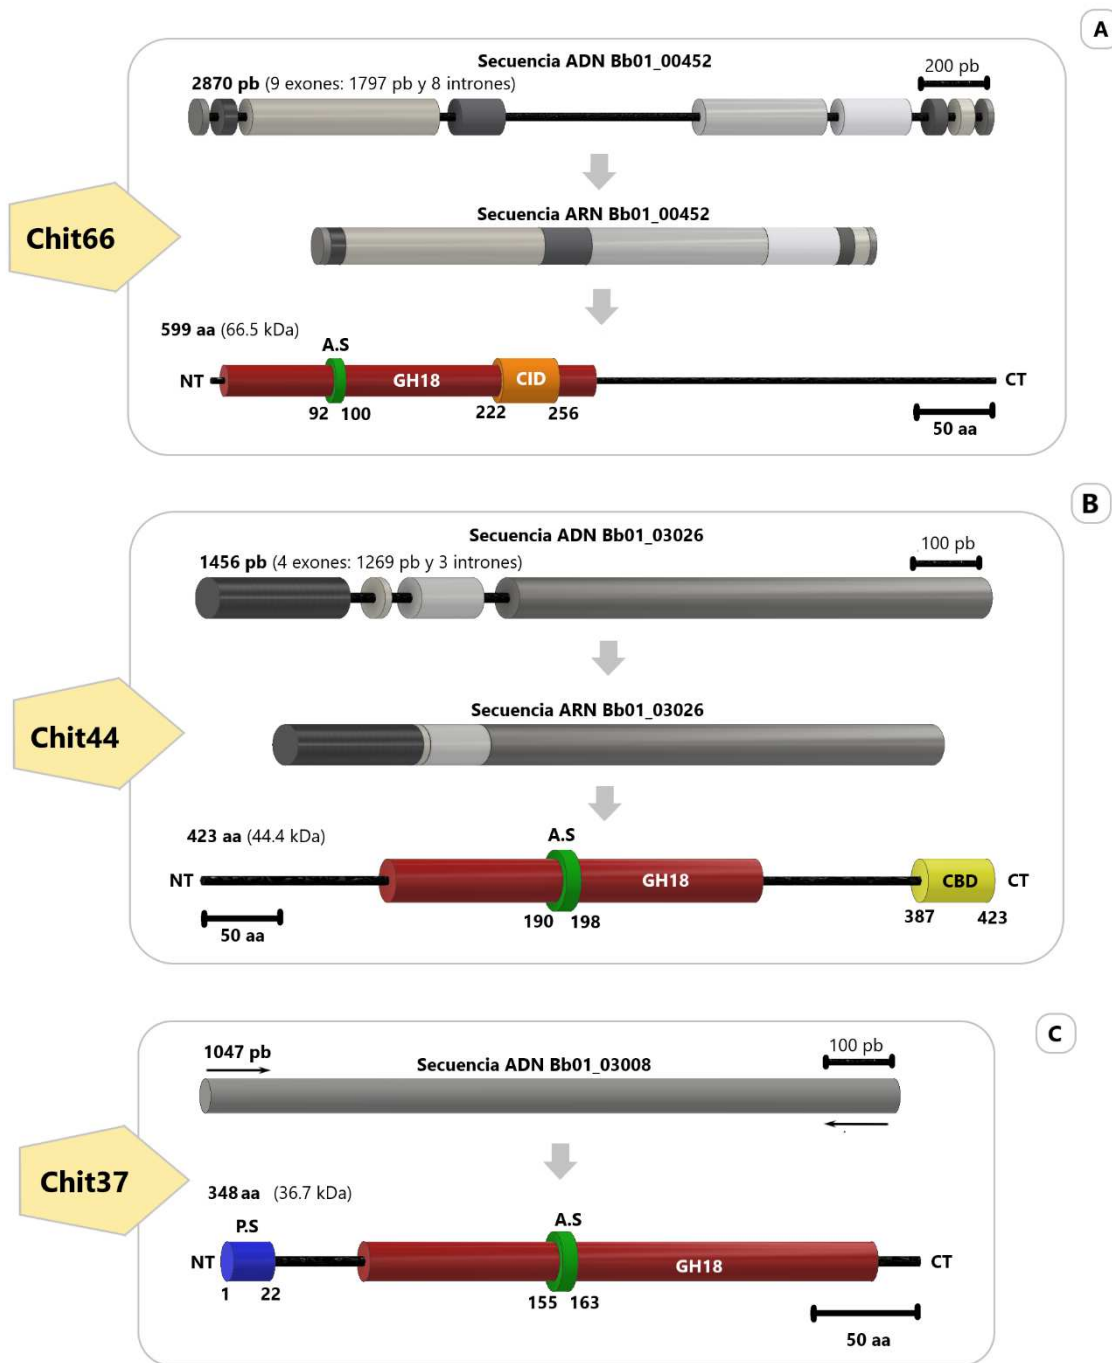 A
Secuencia ADN Bb01_00452
2870 pb (9 exones: 1797 pb y 8 intrones)
200 pb
Secuencia ARN Bb01_00452
Chit66
599 aa (66.5 kDa)
A.S
NT
GH18
CID
CT
92 100
222 256
50 aa
B
Secuencia ADN Bb01_03026
1456 pb (4 exones: 1269 pb y 3 intrones)
100 pb
Secuencia ARN Bb01_03026
Chit44
423 aa (44.4 kDa)
A.S
NT
GH18
CBD
CT
190 198
387 423
50 aa
C
1047 pb
Secuencia ADN Bb01_03008
100 pb
Chit37
348 aa (36.7 kDa)
P.S
A.S
NT
GH18
CT
1 22
155 163
50 aa